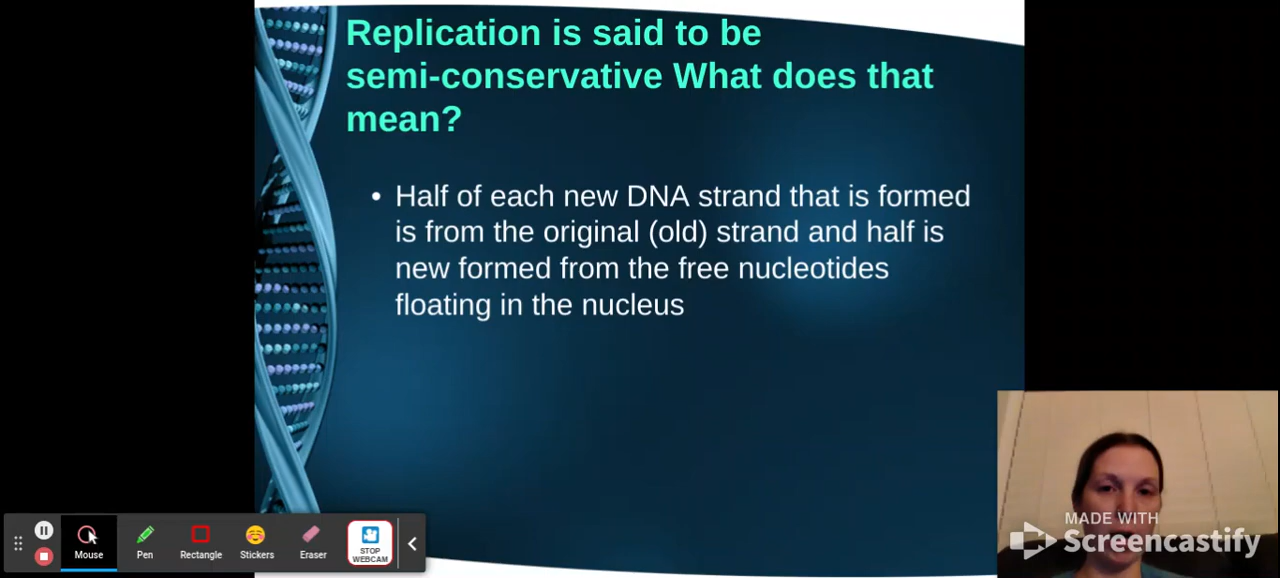 Replication is said to be
semi-conservative What does that
mean?
• Half of each new DNA strand that is formed
is from the original (old) strand and half is
new formed from the free nucleotides
floating in the nucleus
Mouse
Pen
Rectangle
Stickers
Eraser
STOP
WEBCAM
MADE WITH
Screencastify